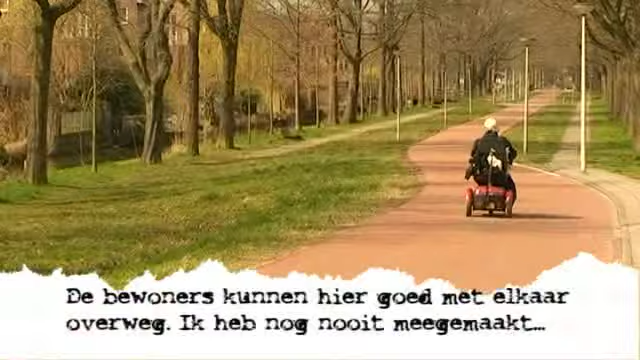 De bewoners kunnen hier goed met elkaar
overweg. Ik heb nog nooit meegemaakt...